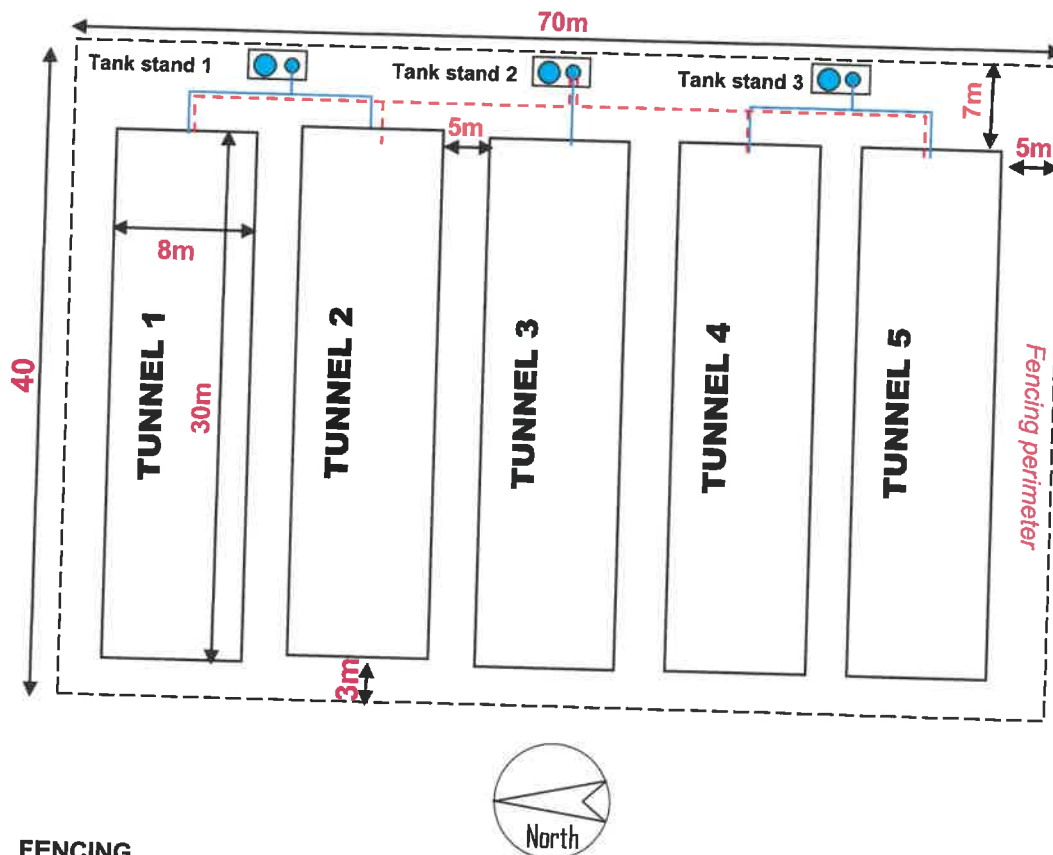 70m
Tank stand 1
Tank stand 2
Tank stand 3
7m
5m
5m
8m
40
30m
TUNNEL 1
TUNNEL 2
TUNNEL 3
TUNNEL 4
TUNNEL 5
Fencing perimeter
3m
North
FENCING